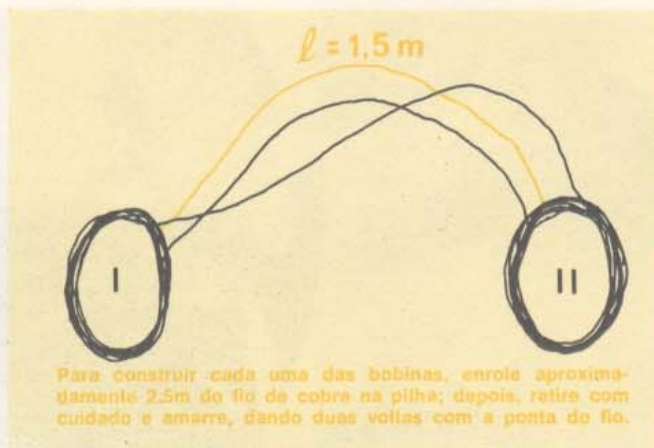 ℓ = 1,5 m
I
II
Para construir cada uma das bobinas, enrole aproxima-
damente 2.5m do fio de cobre na pilha; depois, retire com
cuidado e amarre, dando duas voltas com a ponta do fio.